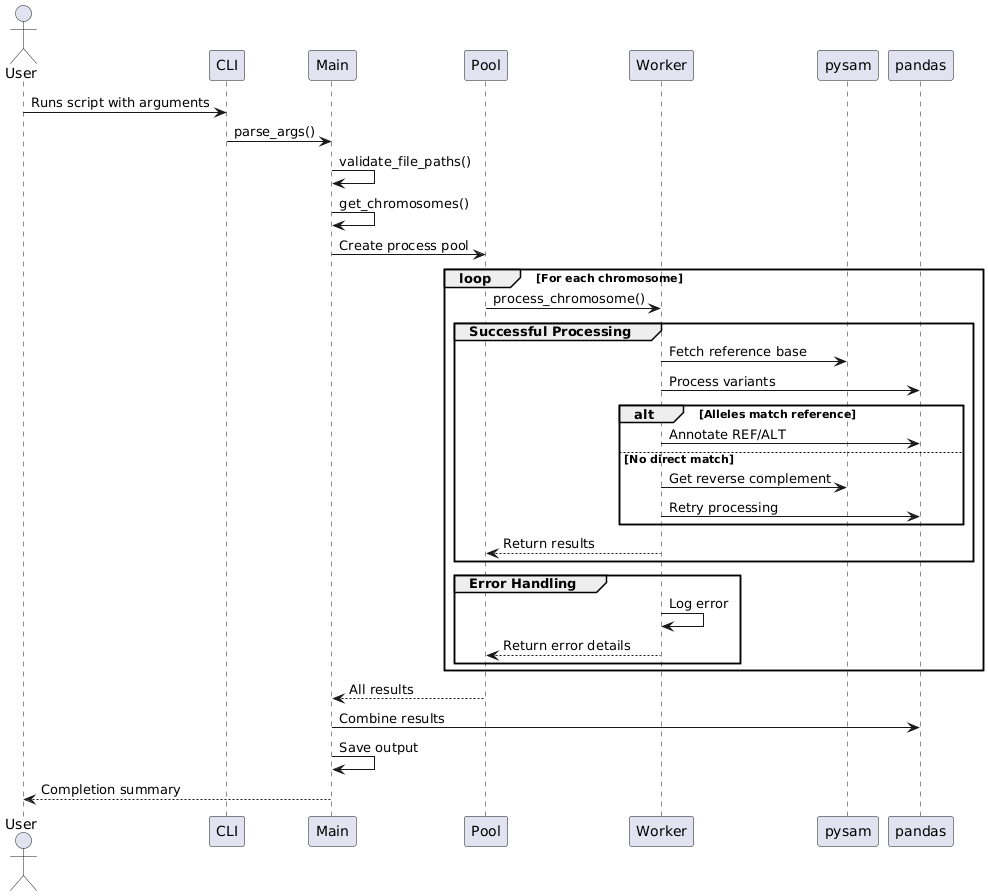 User
CLI
Main
Pool
Worker
pysam
pandas
Runs script with arguments
parse_args()
validate_file_paths()
get_chromosomes()
Create process pool
loop [For each chromosome]
process_chromosome()
Successful Processing
Fetch reference base
Process variants
alt [Alleles match reference]
Annotate REF/ALT
[No direct match]
Get reverse complement
Retry processing
Return results
Error Handling
Log error
Return error details
All results
Combine results
Save output
Completion summary
User
CLI
Main
Pool
Worker
pysam
pandas